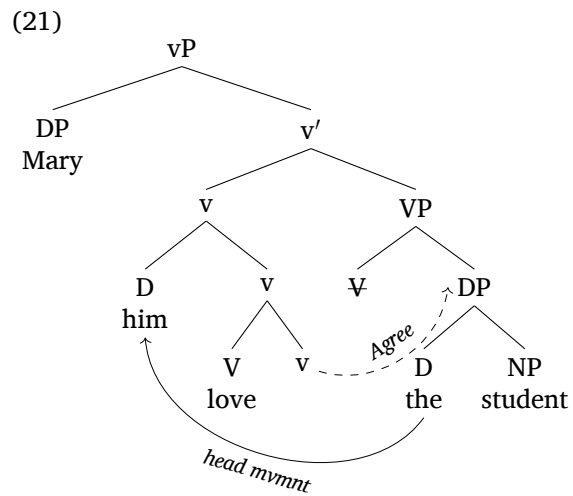 (21)
vP
DP
Mary
v′
v
VP
D
him
v
V
DP
V
love
v
Agree
D
the
NP
student
head mvmnt